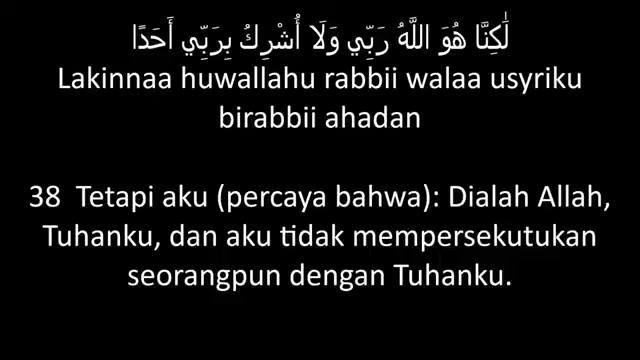 لَّٰكِنَّا هُوَ اللَّهُ رَبِّي وَلَا أُشْرِكُ بِرَبِّي أَحَدًا
Lakinnaa huwallahu rabbii walaa usyriku
birabbii ahadan
38 Tetapi aku (percaya bahwa): Dialah Allah,
Tuhanku, dan aku tidak mempersekutukan
seorangpun dengan Tuhanku.